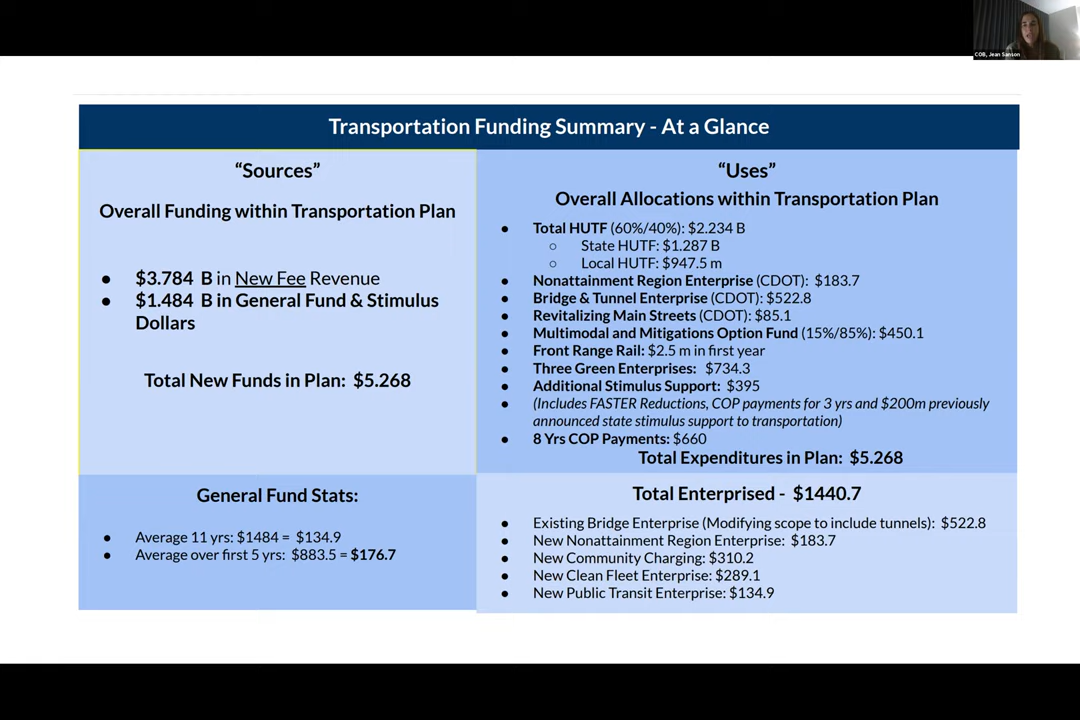 COB, Jean Sanson
Transportation Funding Summary - At a Glance
“Sources”
Overall Funding within Transportation Plan
● $3.784 B in New Fee Revenue
● $1.484 B in General Fund & Stimulus
Dollars
Total New Funds in Plan: $5.268
“Uses”
Overall Allocations within Transportation Plan
● Total HUTF (60%/40%): $2.234 B
○ State HUTF: $1.287 B
○ Local HUTF: $947.5 m
● Nonattainment Region Enterprise (CDOT): $183.7
● Bridge & Tunnel Enterprise (CDOT): $522.8
● Revitalizing Main Streets (CDOT): $85.1
● Multimodal and Mitigations Option Fund (15%/85%): $450.1
● Front Range Rail: $2.5 m in first year
● Three Green Enterprises: $734.3
● Additional Stimulus Support: $395
● (Includes FASTER Reductions, COP payments for 3 yrs and $200m previously
announced state stimulus support to transportation)
● 8 Yrs COP Payments: $660
Total Expenditures in Plan: $5.268
General Fund Stats:
● Average 11 yrs: $1484 = $134.9
● Average over first 5 yrs: $883.5 = $176.7
Total Enterprised - $1440.7
● Existing Bridge Enterprise (Modifying scope to include tunnels): $522.8
● New Nonattainment Region Enterprise: $183.7
● New Community Charging: $310.2
● New Clean Fleet Enterprise: $289.1
● New Public Transit Enterprise: $134.9